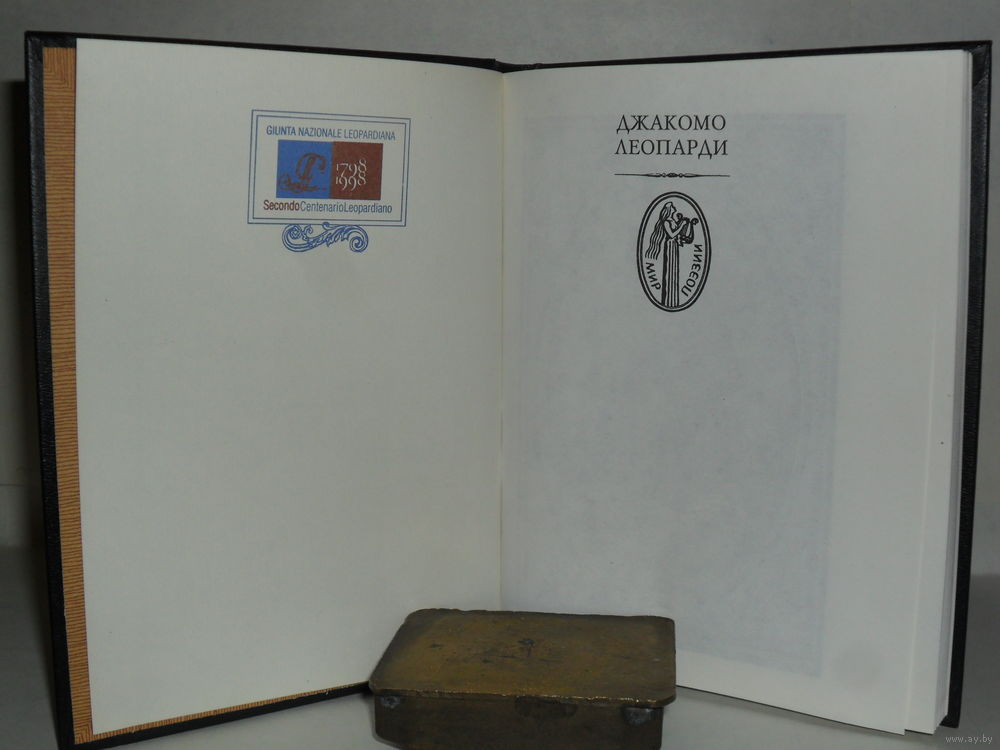 GIUNTA NAZIONALE LEOPARDIANA
1798
1998
SecondoCentenarioLeopardiano
ДЖАКОМО
ЛЕОПАРДИ
МИР ПОЭЗИИ
www.ay.by